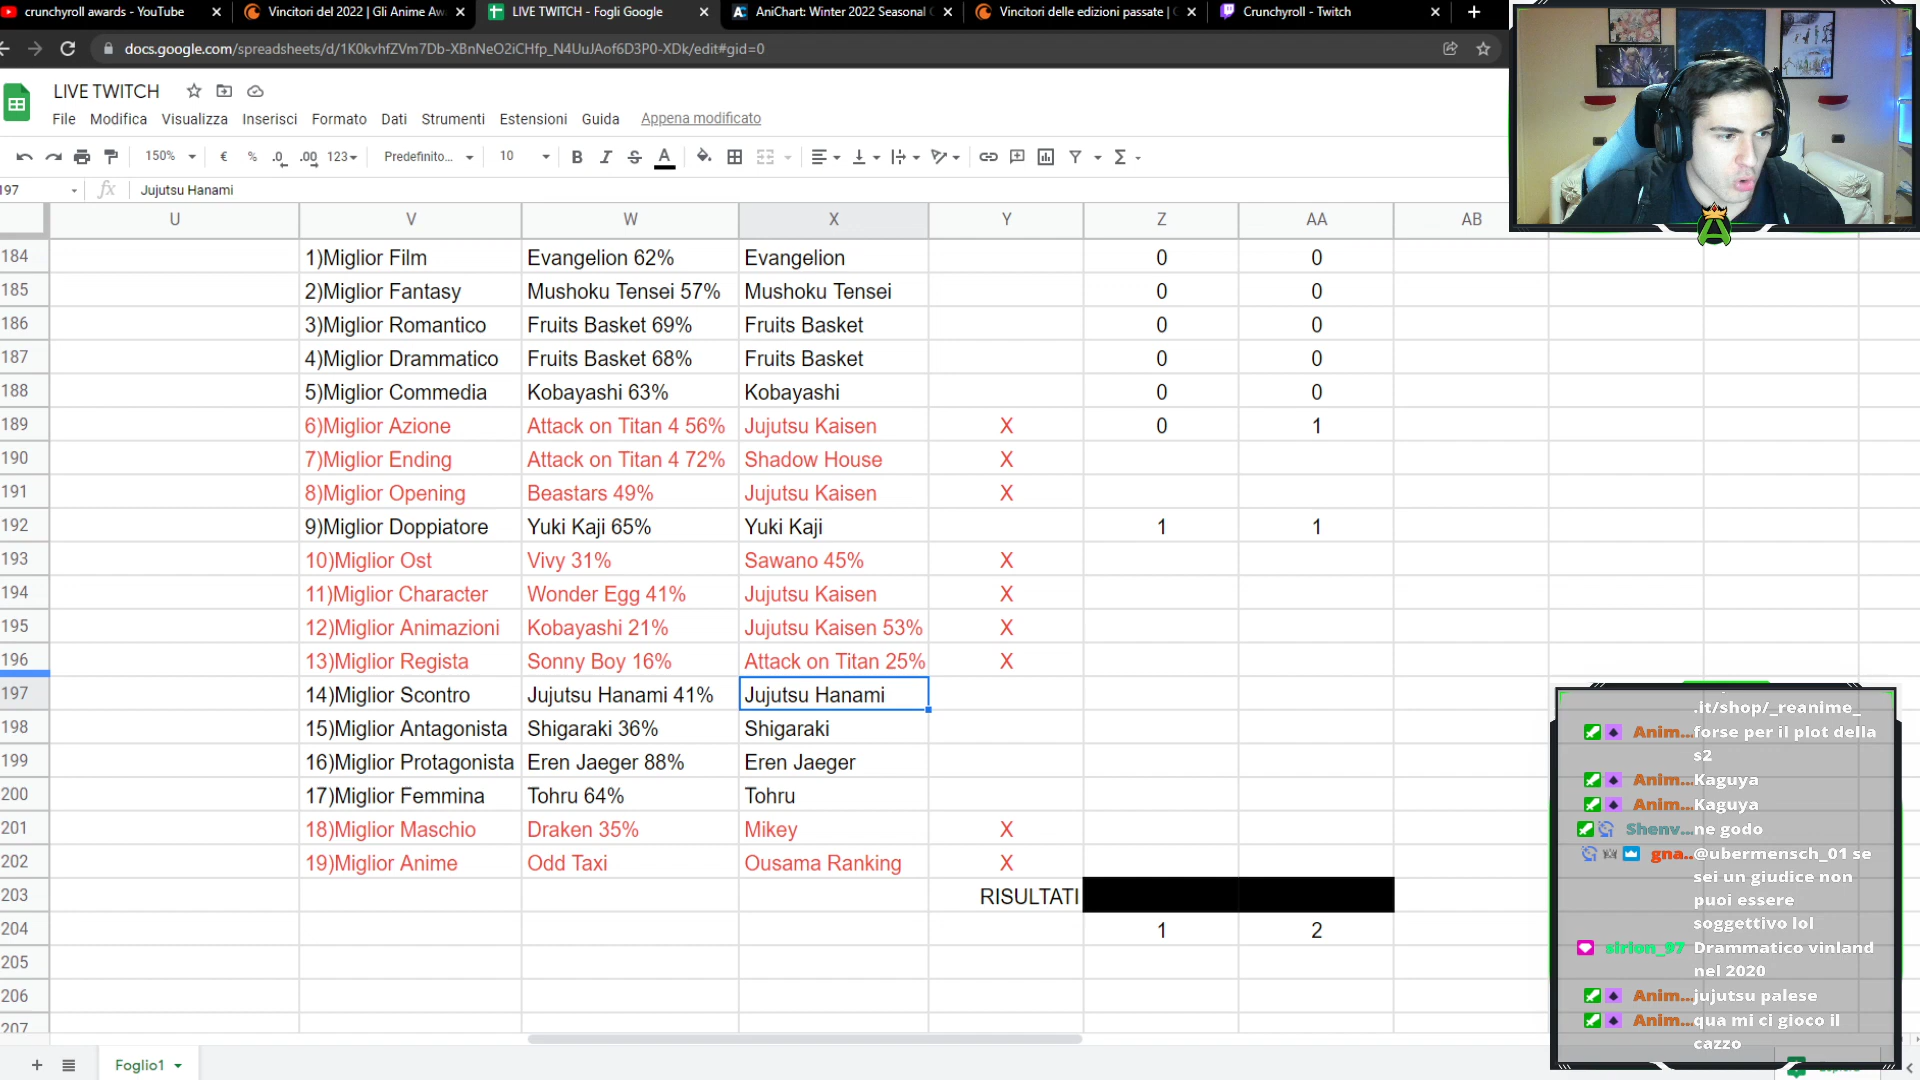 crunchyroll awards - YouTube
Vincitori del 2022 | Gli Anime Aw
LIVE TWITCH - Fogli Google
AniChart: Winter 2022 Seasonal
Vincitori delle edizioni passate |
Crunchyroll - Twitch
docs.google.com/spreadsheets/d/1K0kvhfZVm7Db-XBnNeO2iCHfp_N4UuJAof6D3P0-XDk/edit#gid=0
LIVE TWITCH
File Modifica Visualizza Inserisci Formato Dati Strumenti Estensioni Guida Appena modificato
150% € % .0 .00 123 Predefinito... 10 B I S A
197 fx Jujutsu Hanami
U V W X Y Z AA AB
184 1)Miglior Film Evangelion 62% Evangelion 0 0
185 2)Miglior Fantasy Mushoku Tensei 57% Mushoku Tensei 0 0
186 3)Miglior Romantico Fruits Basket 69% Fruits Basket 0 0
187 4)Miglior Drammatico Fruits Basket 68% Fruits Basket 0 0
188 5)Miglior Commedia Kobayashi 63% Kobayashi 0 0
189 6)Miglior Azione Attack on Titan 4 56% Jujutsu Kaisen X 0 1
190 7)Miglior Ending Attack on Titan 4 72% Shadow House X
191 8)Miglior Opening Beastars 49% Jujutsu Kaisen X
192 9)Miglior Doppiatore Yuki Kaji 65% Yuki Kaji 1 1
193 10)Miglior Ost Vivy 31% Sawano 45% X
194 11)Miglior Character Wonder Egg 41% Jujutsu Kaisen X
195 12)Miglior Animazioni Kobayashi 21% Jujutsu Kaisen 53% X
196 13)Miglior Regista Sonny Boy 16% Attack on Titan 25% X
197 14)Miglior Scontro Jujutsu Hanami 41% Jujutsu Hanami
198 15)Miglior Antagonista Shigaraki 36% Shigaraki
199 16)Miglior Protagonista Eren Jaeger 88% Eren Jaeger
200 17)Miglior Femmina Tohru 64% Tohru
201 18)Miglior Maschio Draken 35% Mikey X
202 19)Miglior Anime Odd Taxi Ousama Ranking X
203 RISULTATI
204 1 2
205
206
207
Foglio1
.it/shop/_reanime_
Anim...forse per il plot della
s2
Anim...Kaguya
Anim...Kaguya
Shenv...ne godo
gna..@ubermensch_01 se
sei un giudice non
puoi essere
soggettivo lol
sirion_97 Drammatico vinland
nel 2020
Anim...jujutsu palese
Anim...qua mi ci gioco il
cazzo